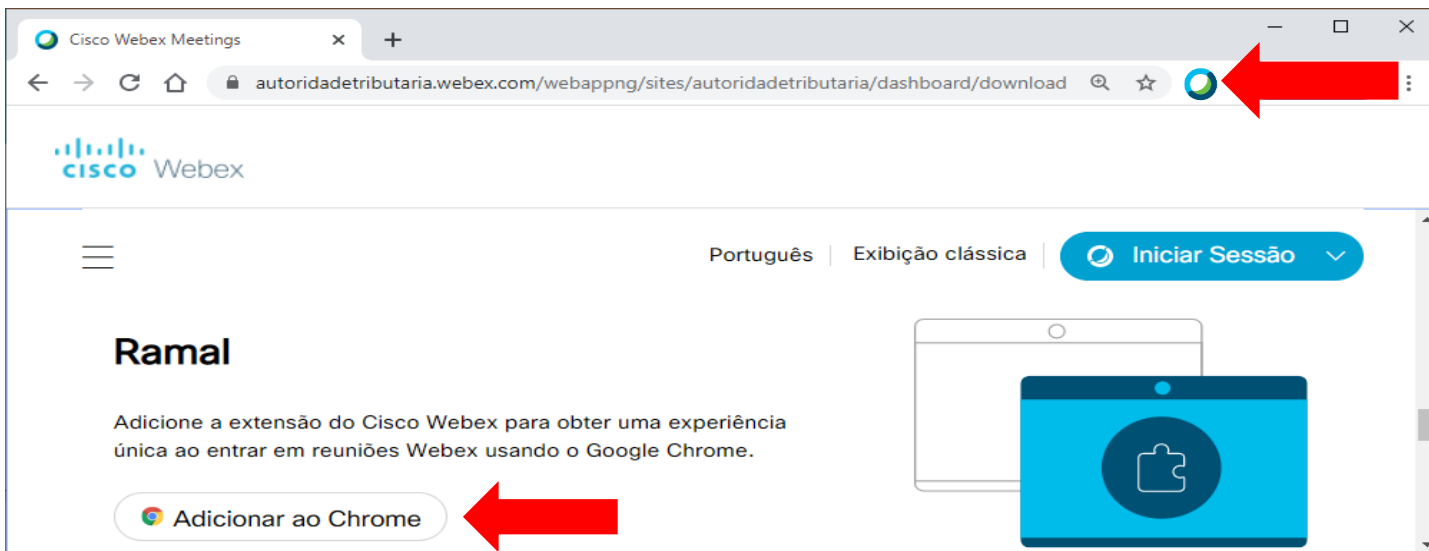 Cisco Webex Meetings
autoridadetributaria.webex.com/webappng/sites/autoridadetributaria/dashboard/download
cisco Webex
Português Exibição clássica Iniciar Sessão
Ramal
Adicione a extensão do Cisco Webex para obter uma experiência
única ao entrar em reuniões Webex usando o Google Chrome.
Adicionar ao Chrome